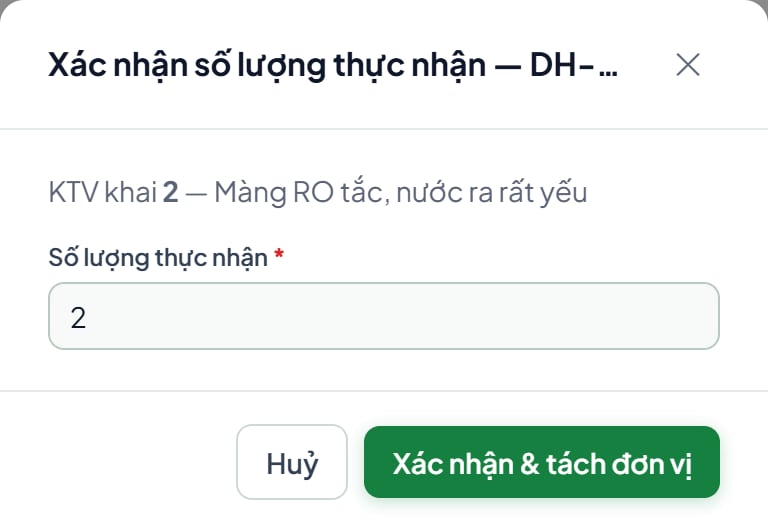 Xác nhận số lượng thực nhận — DH-...
KTV khai 2 — Màng RO tắc, nước ra rất yếu
Số lượng thực nhận *
2
Huỷ
Xác nhận & tách đơn vị